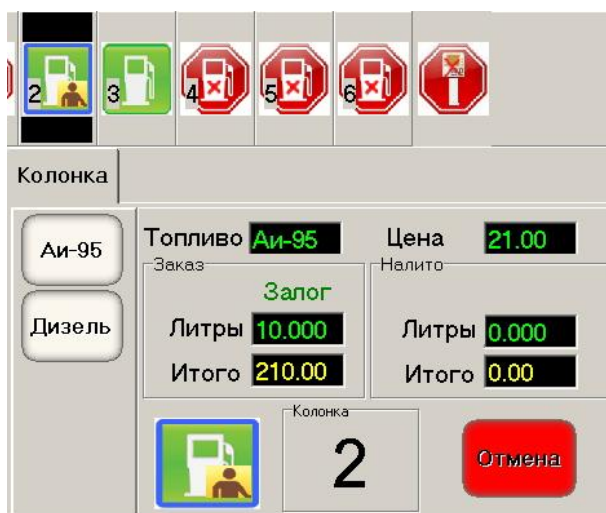 2 3 4 5 6
Колонка
Аи-95
Дизель
Топливо Аи-95 Цена 21.00
Заказ
Залог
Литры 10.000
Итого 210.00
Налито
Литры 0.000
Итого 0.00
Колонка
2
Отмена